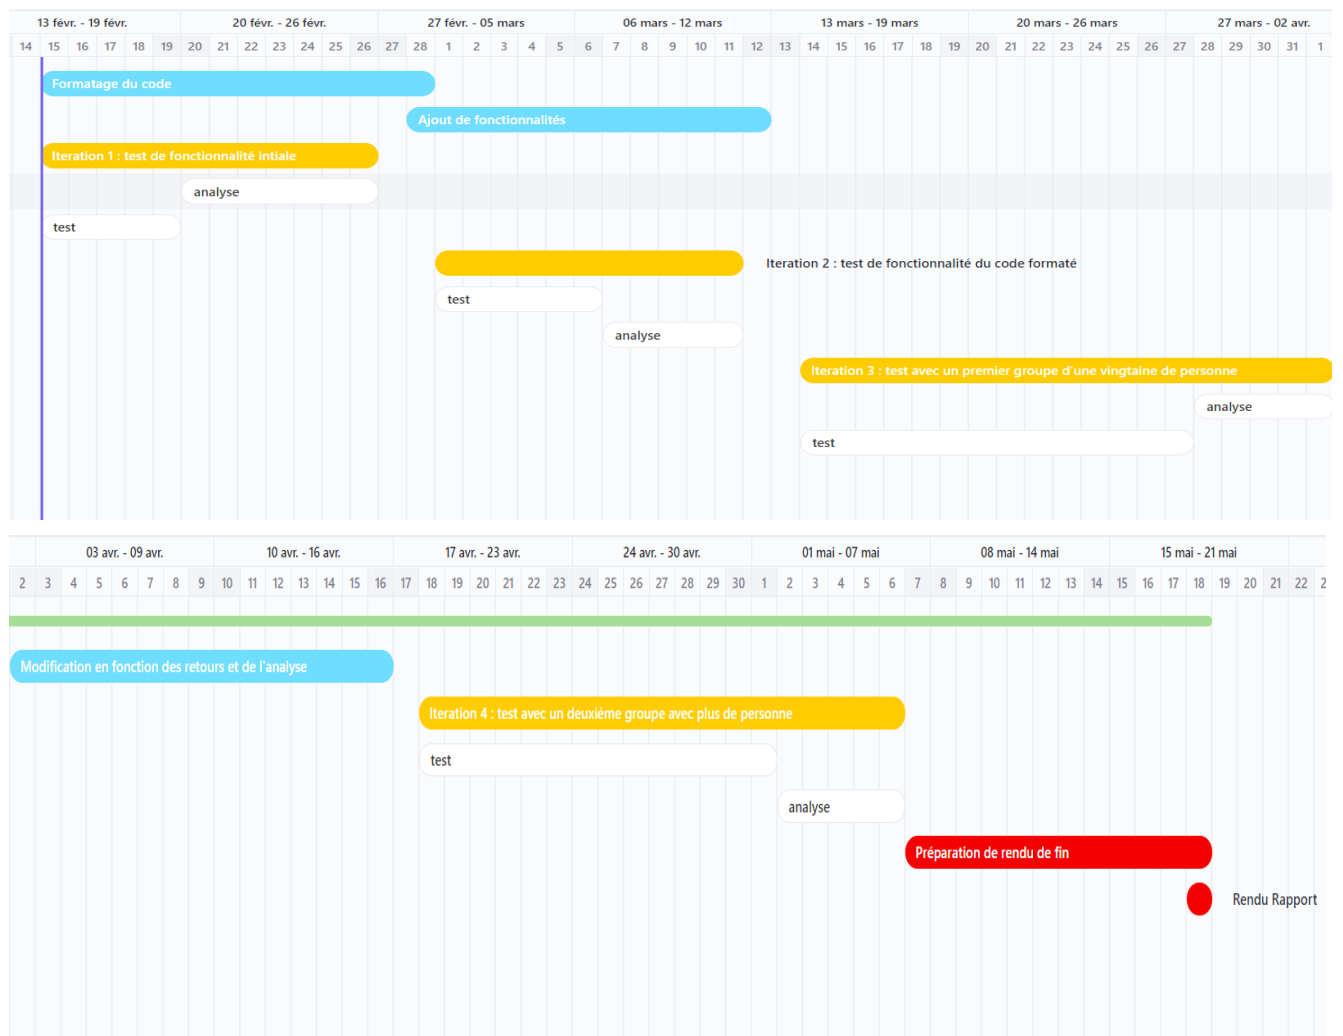 13 févr. - 19 févr. 20 févr. - 26 févr. 27 févr. - 05 mars 06 mars - 12 mars 13 mars - 19 mars 20 mars - 26 mars 27 mars - 02 avr.
14 15 16 17 18 19 20 21 22 23 24 25 26 27 28 1 2 3 4 5 6 7 8 9 10 11 12 13 14 15 16 17 18 19 20 21 22 23 24 25 26 27 28 29 30 31 1
Formatage du code
Ajout de fonctionnalités
Iteration 1 : test de fonctionnalité intiale
analyse
test
Iteration 2 : test de fonctionnalité du code formaté
test
analyse
Iteration 3 : test avec un premier groupe d'une vingtaine de personne
analyse
test
03 avr. - 09 avr. 10 avr. - 16 avr. 17 avr. - 23 avr. 24 avr. - 30 avr. 01 mai - 07 mai 08 mai - 14 mai 15 mai - 21 mai
2 3 4 5 6 7 8 9 10 11 12 13 14 15 16 17 18 19 20 21 22 23 24 25 26 27 28 29 30 1 2 3 4 5 6 7 8 9 10 11 12 13 14 15 16 17 18 19 20 21 22 2
Modification en fonction des retours et de l'analyse
Iteration 4 : test avec un deuxième groupe avec plus de personne
test
analyse
Préparation de rendu de fin
Rendu Rapport